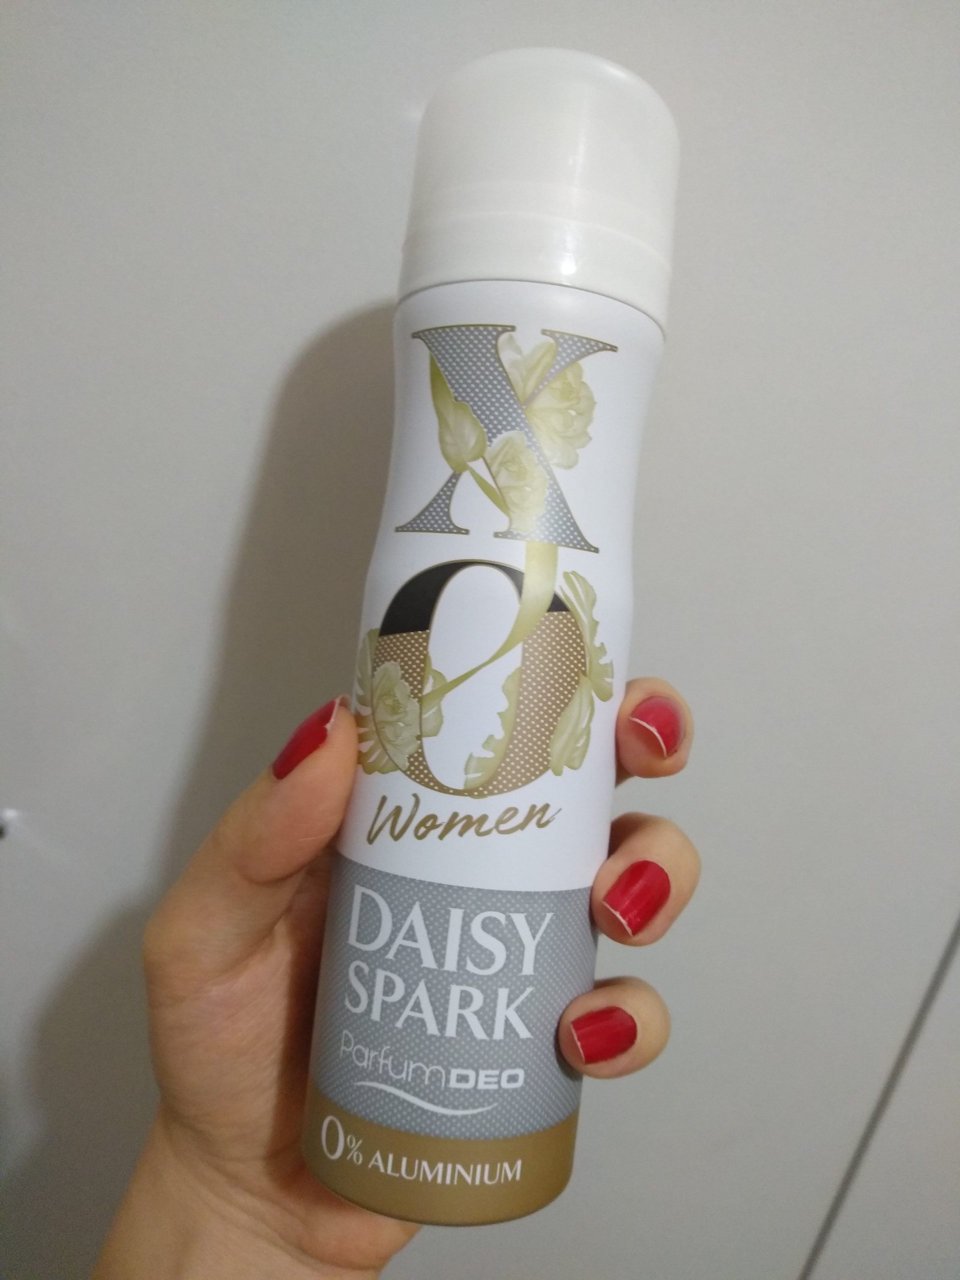 X
O
Women
DAISY
SPARK
ParfumDEO
0% ALUMINIUM